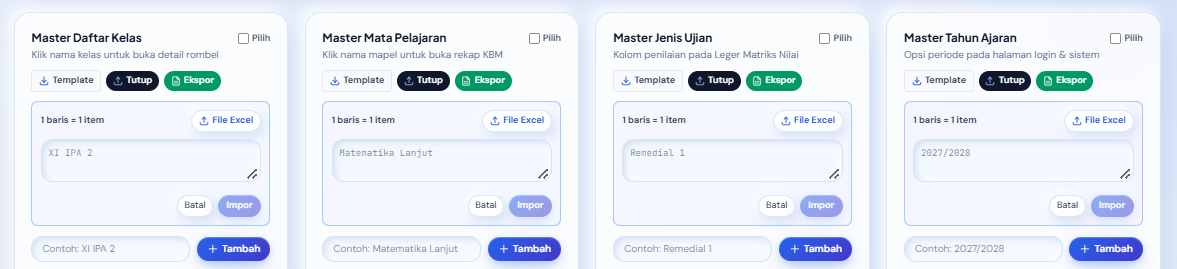 Master Daftar Kelas
Pilih
Klik nama kelas untuk buka detail rombel
Template
Tutup
Ekspor
1 baris = 1 item
File Excel
XI IPA 2
Batal
Impor
Contoh: XI IPA 2
+ Tambah
Master Mata Pelajaran
Pilih
Klik nama mapel untuk buka rekap KBM
Template
Tutup
Ekspor
1 baris = 1 item
File Excel
Matematika Lanjut
Batal
Impor
Contoh: Matematika Lanjut
+ Tambah
Master Jenis Ujian
Pilih
Kolom penilaian pada Leger Matriks Nilai
Template
Tutup
Ekspor
1 baris = 1 item
File Excel
Remedial 1
Batal
Impor
Contoh: Remedial 1
+ Tambah
Master Tahun Ajaran
Pilih
Opsi periode pada halaman login & sistem
Template
Tutup
Ekspor
1 baris = 1 item
File Excel
2027/2028
Batal
Impor
Contoh: 2027/2028
+ Tambah